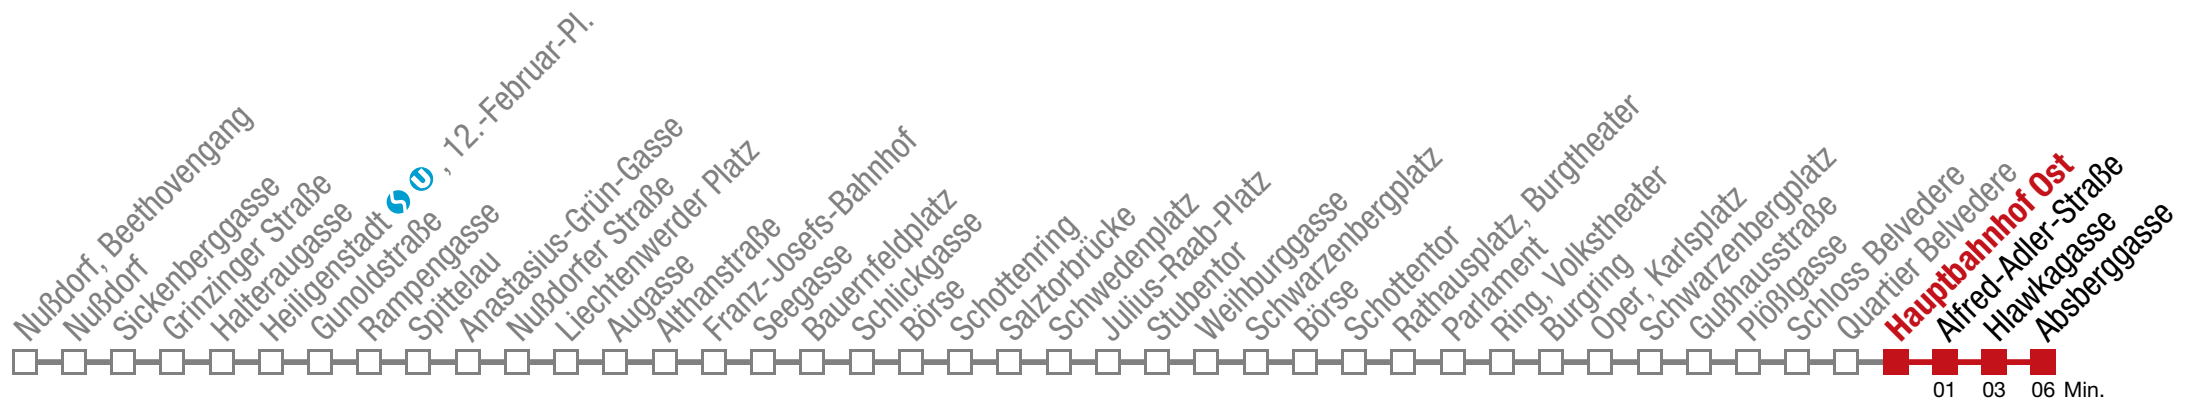 Nußdorf, Beethovengang
Nußdorf
Sickenberggasse
Grinzinger Straße
Halteraugasse
Heiligenstadt S U , 12.-Februar-Pl.
Gunoldstraße
Rampengasse
Spittelau
Anastasius-Grün-Gasse
Nußdorfer Straße
Liechtenwerder Platz
Augasse
Althanstraße
Franz-Josefs-Bahnhof
Seegasse
Bauernfeldplatz
Schlickgasse
Börse
Schottenring
Salztorbrücke
Schwedenplatz
Julius-Raab-Platz
Stubentor
Weihburggasse
Schwarzenbergplatz
Börse
Schottentor
Rathausplatz, Burgtheater
Parlament
Ring, Volkstheater
Burgring
Oper, Karlsplatz
Schwarzenbergplatz
Gußhausstraße
Plößlgasse
Schloss Belvedere
Quartier Belvedere
Hauptbahnhof Ost
Alfred-Adler-Straße
Hlawkagasse
Absberggasse
01 03 06 Min.